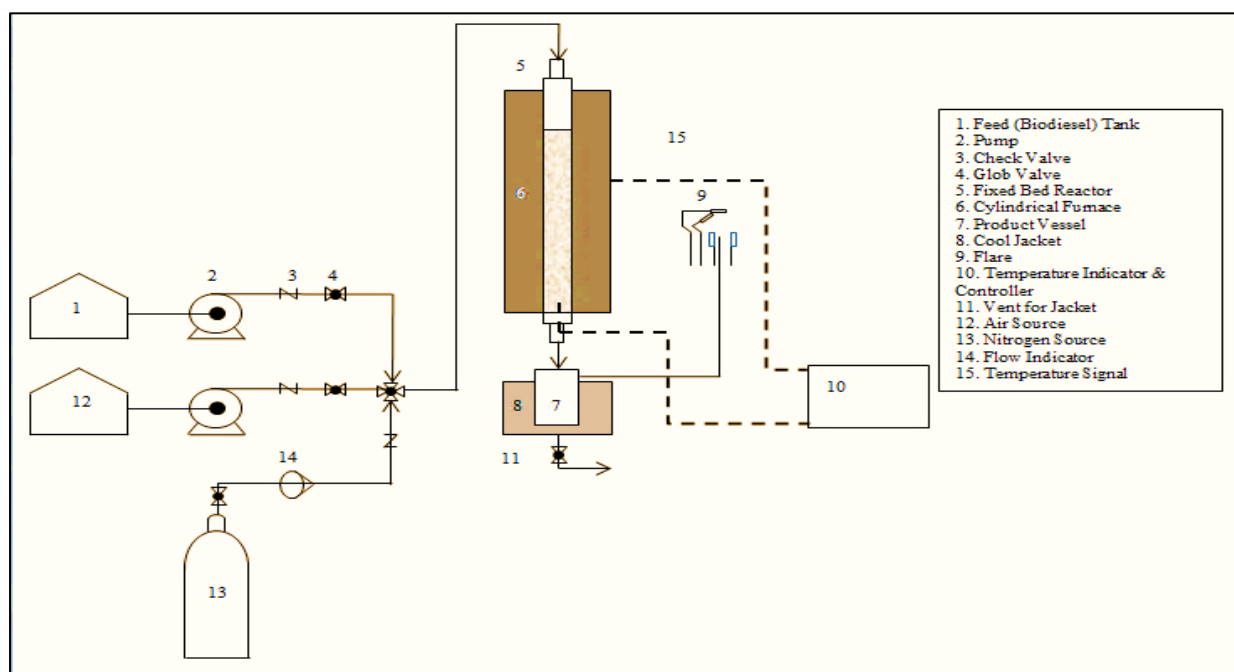 5
15
6
9
2
3
4
1
12
8
7
10
11
14
13
1. Feed (Biodiesel) Tank
2. Pump
3. Check Valve
4. Glob Valve
5. Fixed Bed Reactor
6. Cylindrical Furnace
7. Product Vessel
8. Cool Jacket
9. Flare
10. Temperature Indicator &
Controller
11. Vent for Jacket
12. Air Source
13. Nitrogen Source
14. Flow Indicator
15. Temperature Signal